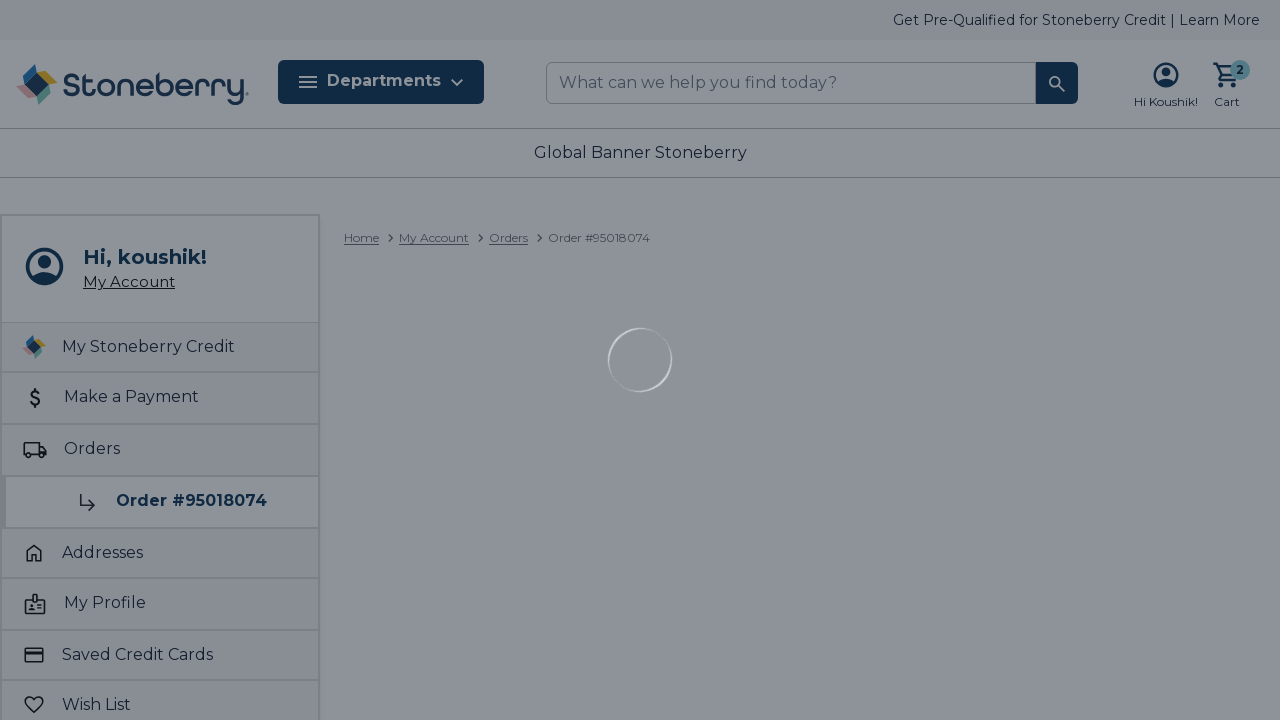 Get Pre-Qualified for Stoneberry Credit | Learn More
Stoneberry
Departments
What can we help you find today?
Hi Koushik!
2
Cart
Global Banner Stoneberry
Hi, koushik!
My Account
Home > My Account > Orders > Order #95018074
My Stoneberry Credit
Make a Payment
Orders
Order #95018074
Addresses
My Profile
Saved Credit Cards
Wish List